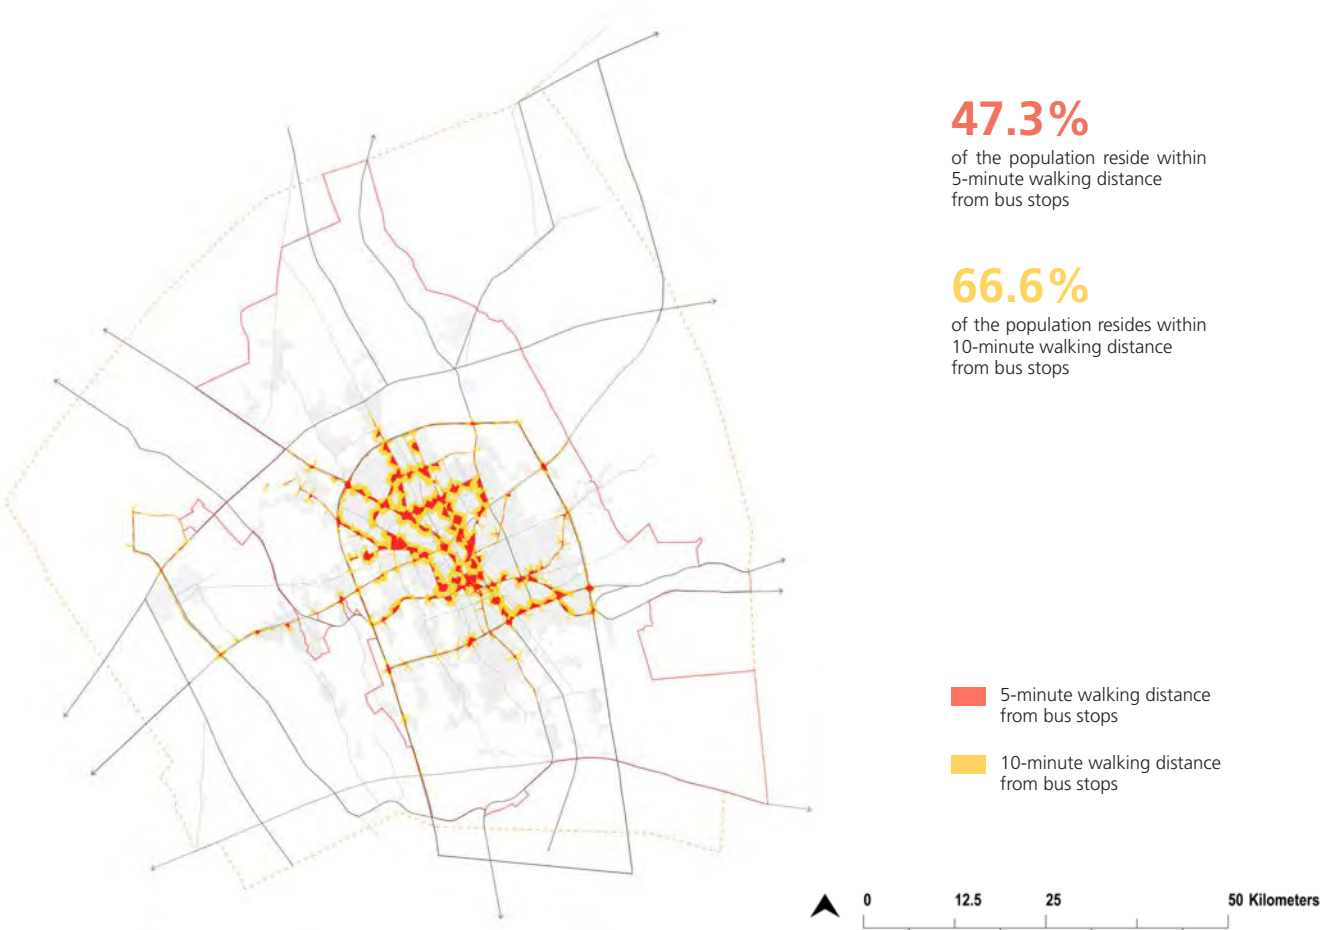 47.3%
of the population reside within
5-minute walking distance
from bus stops
66.6%
of the population resides within
10-minute walking distance
from bus stops
5-minute walking distance
from bus stops
10-minute walking distance
from bus stops
0 12.5 25 50 Kilometers